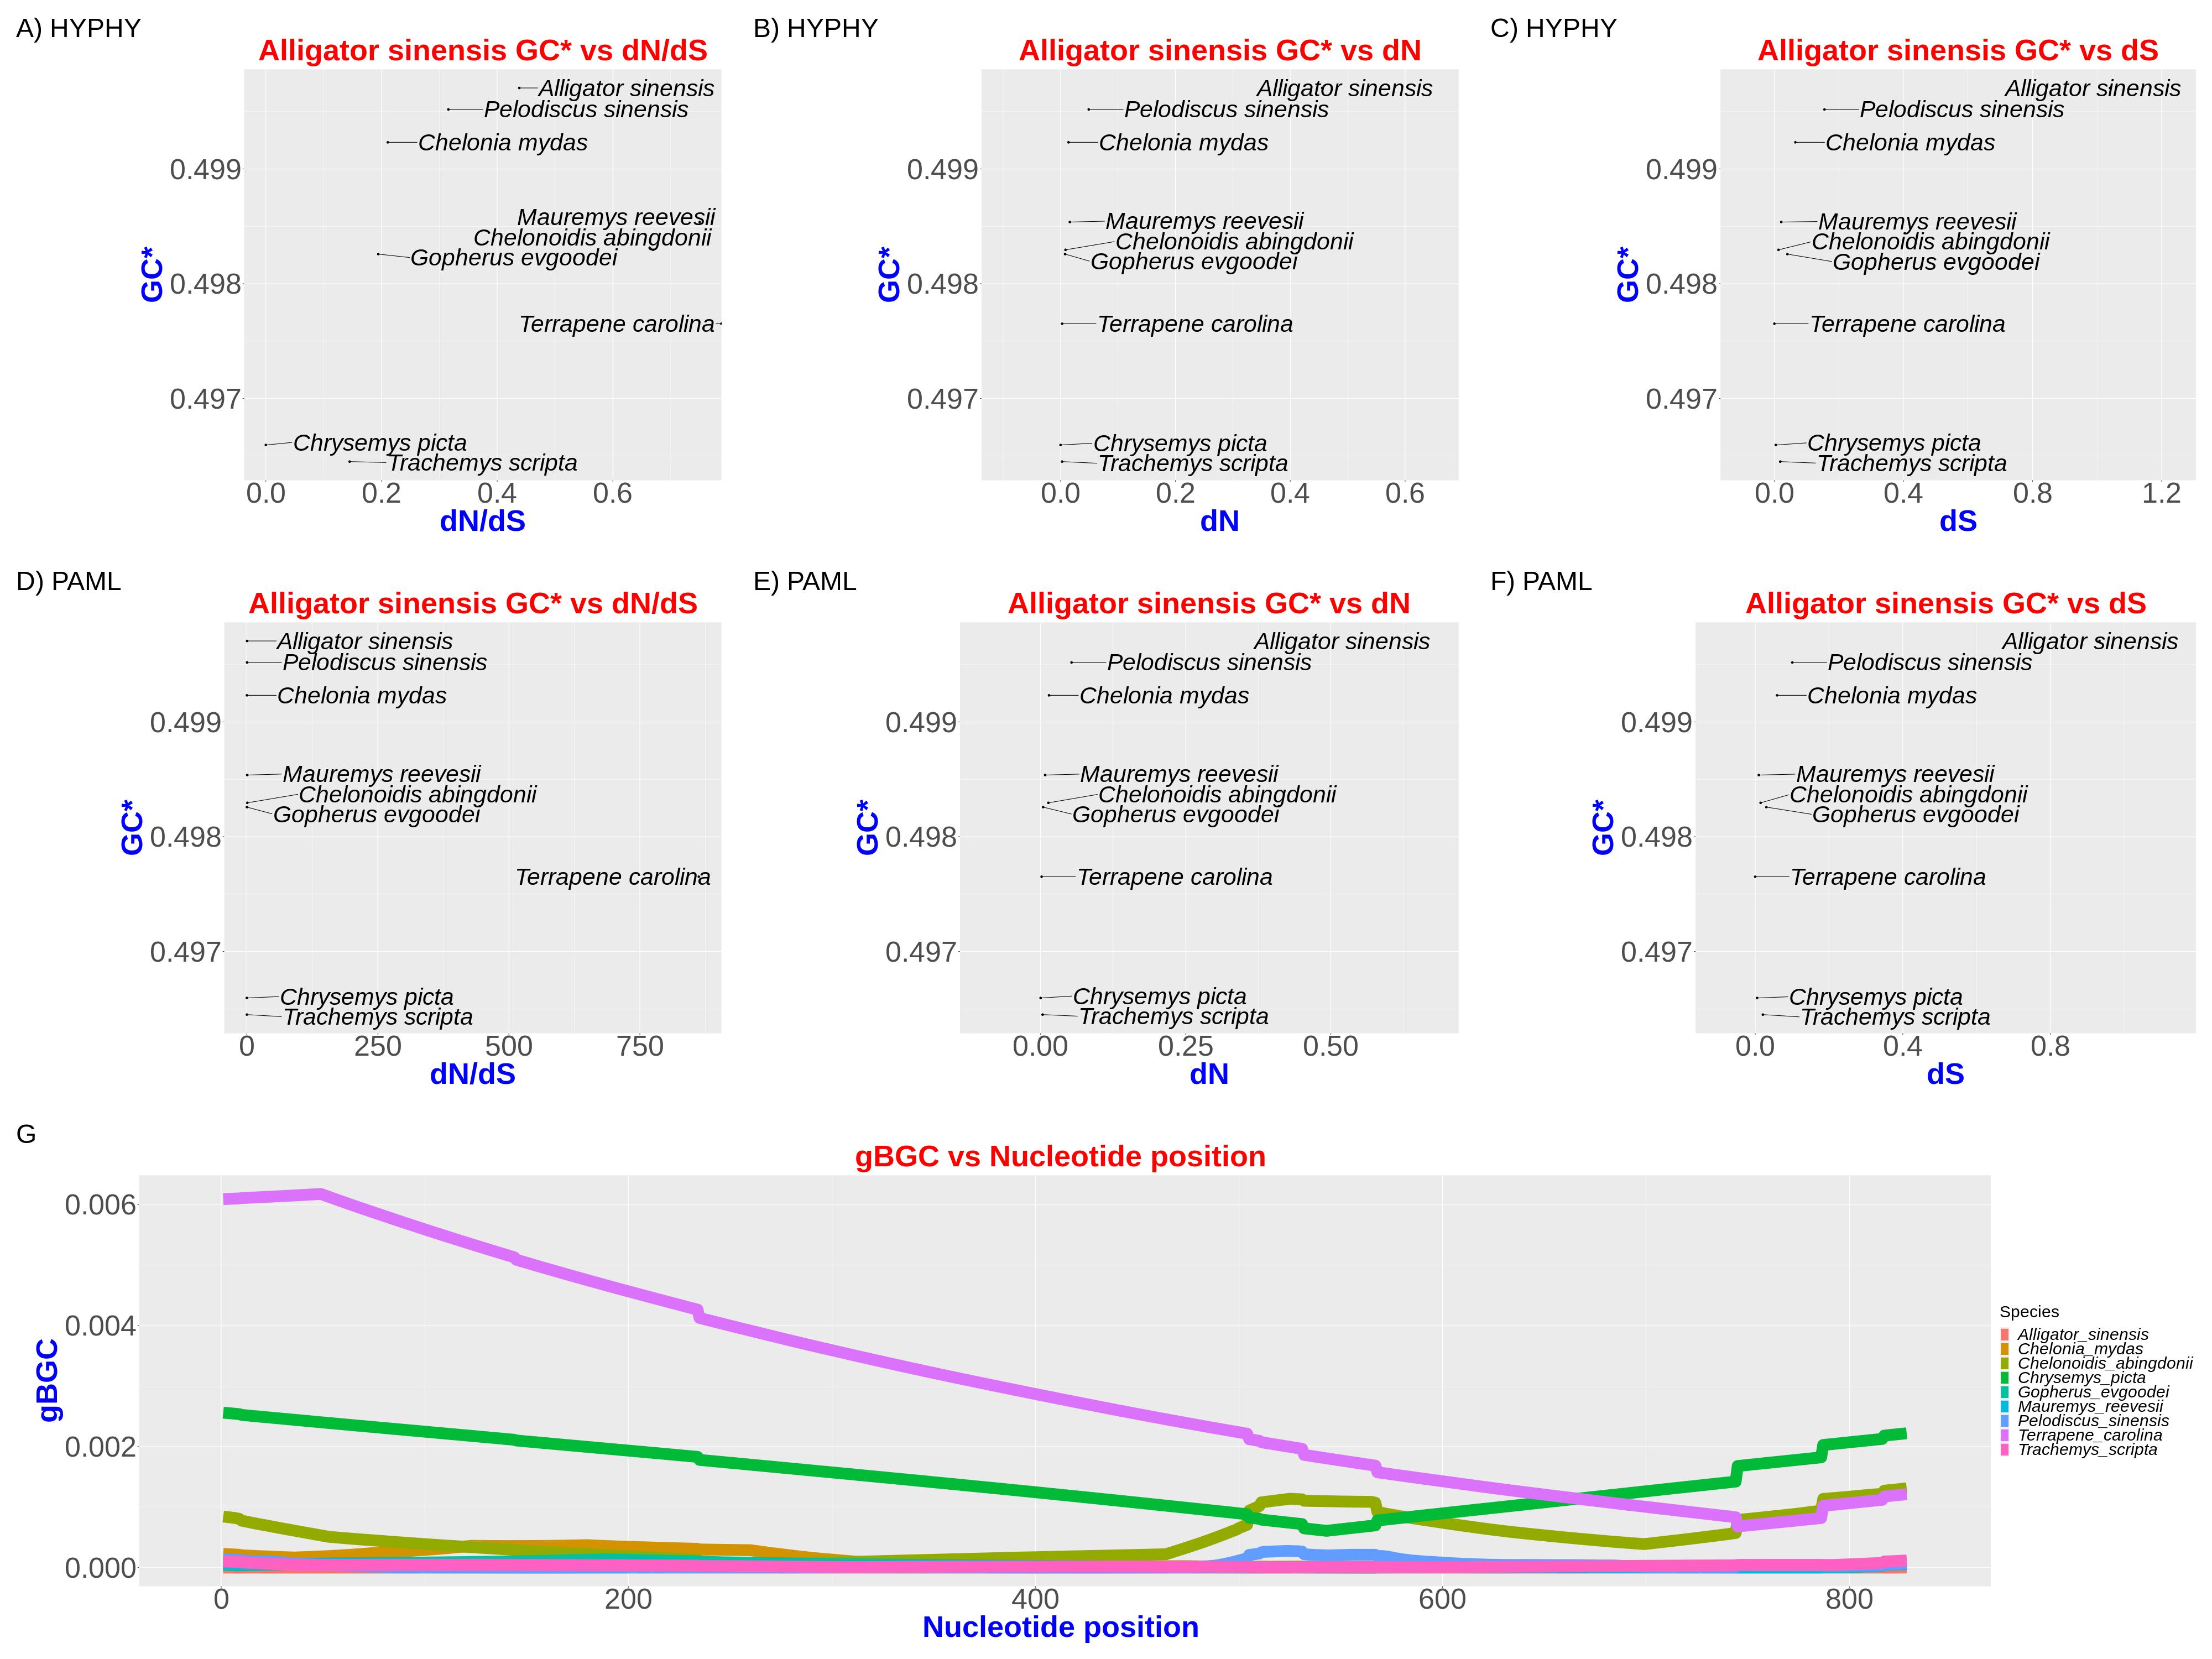 A) HYPHY
Alligator sinensis GC* vs dN/dS
GC*
0.499
0.498
0.497
Alligator sinensis
Pelodiscus sinensis
Chelonia mydas
Mauremys reevesii
Chelonoidis abingdonii
Gopherus evgoodei
Terrapene carolina
Chrysemys picta
Trachemys scripta
0.0 0.2 0.4 0.6
dN/dS
B) HYPHY
Alligator sinensis GC* vs dN
GC*
0.499
0.498
0.497
Alligator sinensis
Pelodiscus sinensis
Chelonia mydas
Mauremys reevesii
Chelonoidis abingdonii
Gopherus evgoodei
Terrapene carolina
Chrysemys picta
Trachemys scripta
0.0 0.2 0.4 0.6
dN
C) HYPHY
Alligator sinensis GC* vs dS
GC*
0.499
0.498
0.497
Alligator sinensis
Pelodiscus sinensis
Chelonia mydas
Mauremys reevesii
Chelonoidis abingdonii
Gopherus evgoodei
Terrapene carolina
Chrysemys picta
Trachemys scripta
0.0 0.4 0.8 1.2
dS
D) PAML
Alligator sinensis GC* vs dN/dS
GC*
0.499
0.498
0.497
Alligator sinensis
Pelodiscus sinensis
Chelonia mydas
Mauremys reevesii
Chelonoidis abingdonii
Gopherus evgoodei
Terrapene carolina
Chrysemys picta
Trachemys scripta
0 250 500 750
dN/dS
E) PAML
Alligator sinensis GC* vs dN
GC*
0.499
0.498
0.497
Alligator sinensis
Pelodiscus sinensis
Chelonia mydas
Mauremys reevesii
Chelonoidis abingdonii
Gopherus evgoodei
Terrapene carolina
Chrysemys picta
Trachemys scripta
0.00 0.25 0.50
dN
F) PAML
Alligator sinensis GC* vs dS
GC*
0.499
0.498
0.497
Alligator sinensis
Pelodiscus sinensis
Chelonia mydas
Mauremys reevesii
Chelonoidis abingdonii
Gopherus evgoodei
Terrapene carolina
Chrysemys picta
Trachemys scripta
0.0 0.4 0.8
dS
G
gBGC vs Nucleotide position
gBGC
0.006
0.004
0.002
0.000
0 200 400 600 800
Nucleotide position
Species
Alligator_sinensis
Chelonia_mydas
Chelonoidis_abingdonii
Chrysemys_picta
Gopherus_evgoodei
Mauremys_reevesii
Pelodiscus_sinensis
Terrapene_carolina
Trachemys_scripta